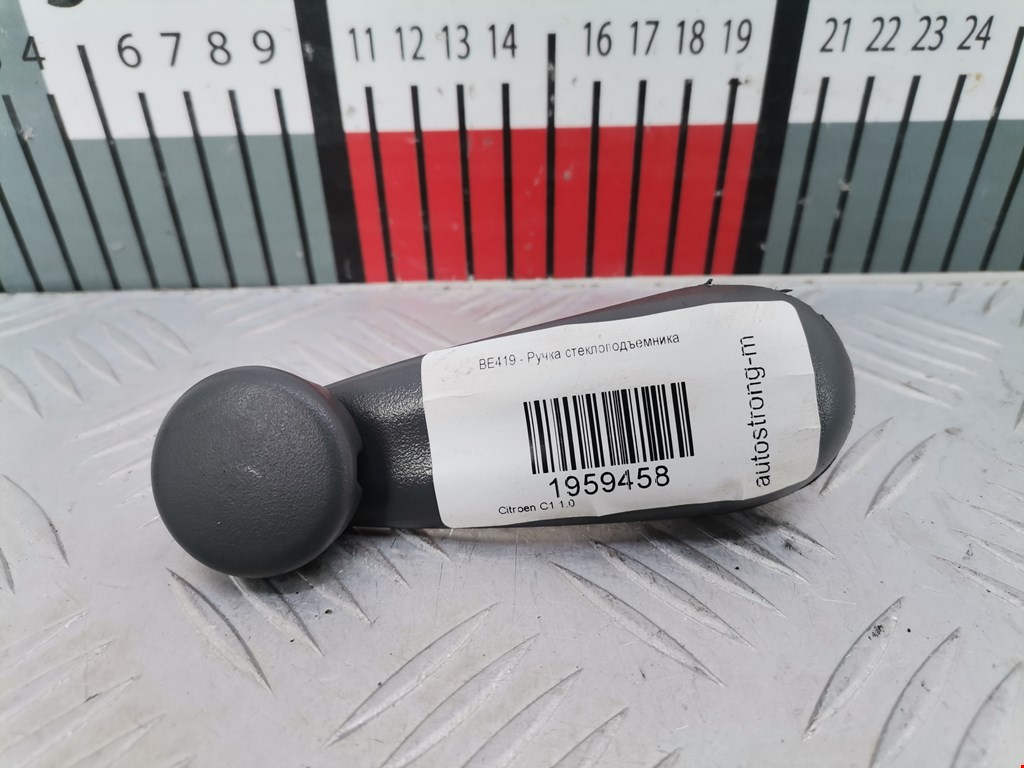 4 6 7 8 9 11 12 13 14 16 17 18 19 21 22 23 24
BE419 - Ручка стеклоподъемника
1959458
Citroen C1 1.0
autostrong-m